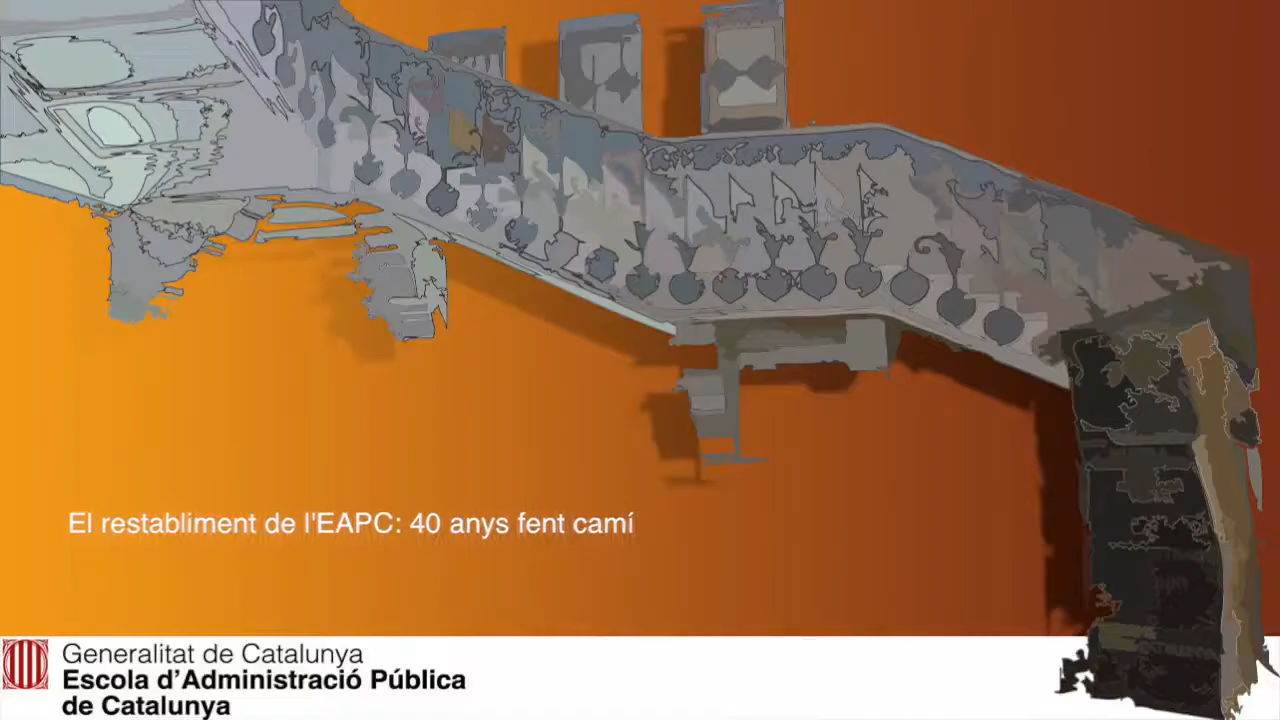 El restabliment de l'EAPC: 40 anys fent camí
Generalitat de Catalunya
Escola d'Administració Pública
de Catalunya